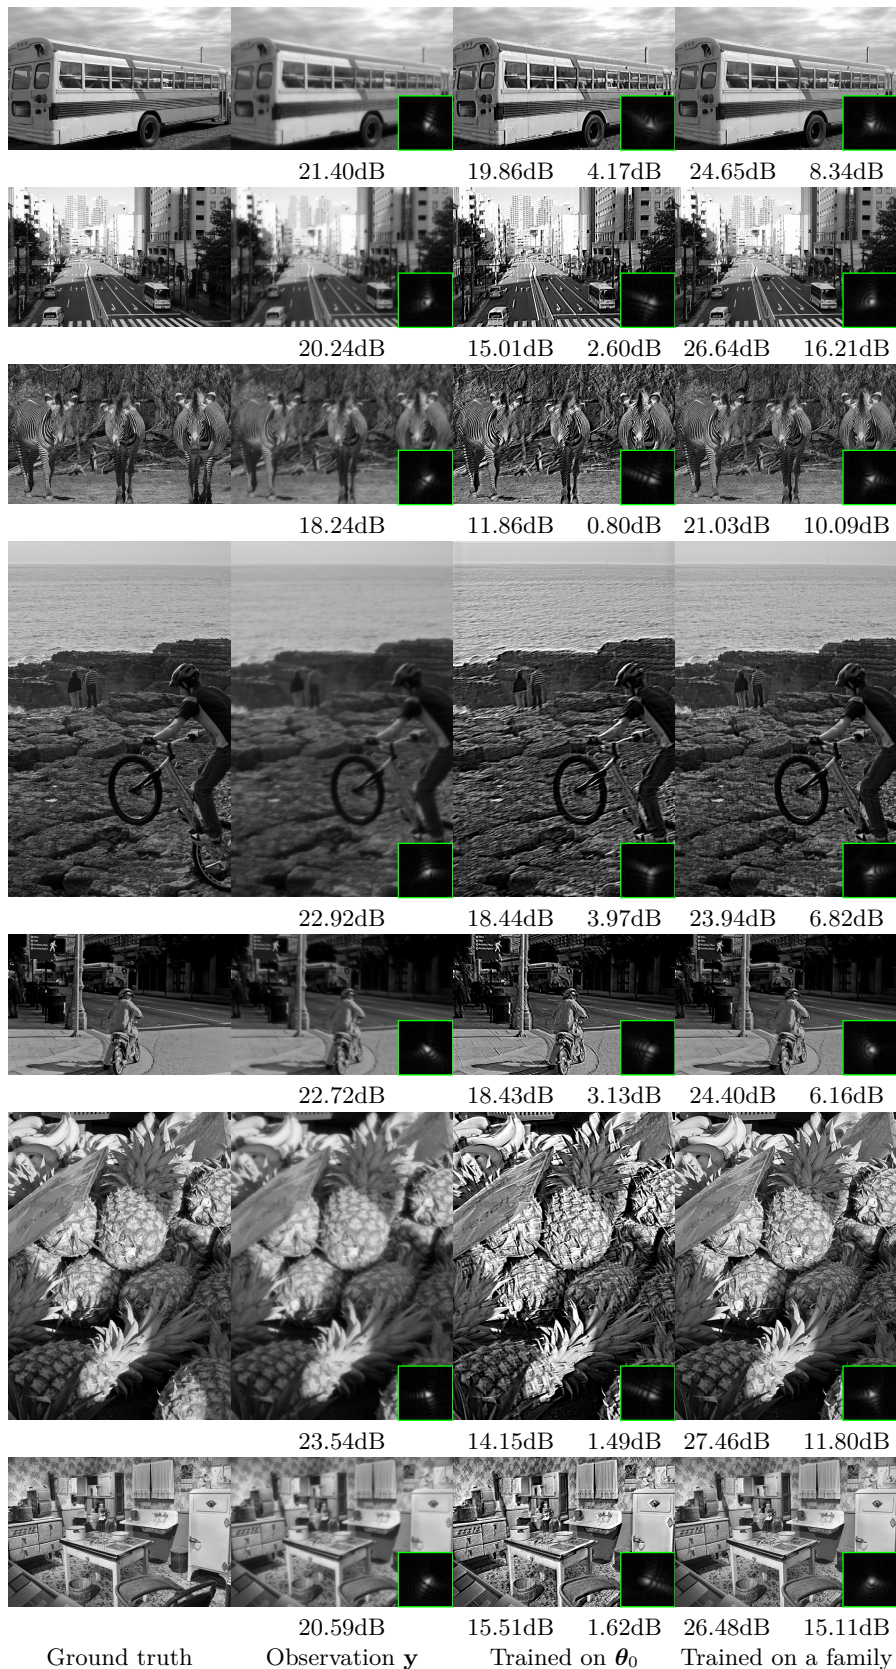 21.40dB 19.86dB 4.17dB 24.65dB 8.34dB
20.24dB 15.01dB 2.60dB 26.64dB 16.21dB
18.24dB 11.86dB 0.80dB 21.03dB 10.09dB
22.92dB 18.44dB 3.97dB 23.94dB 6.82dB
22.72dB 18.43dB 3.13dB 24.40dB 6.16dB
23.54dB 14.15dB 1.49dB 27.46dB 11.80dB
20.59dB 15.51dB 1.62dB 26.48dB 15.11dB
Ground truth Observation y Trained on θ₀ Trained on a family